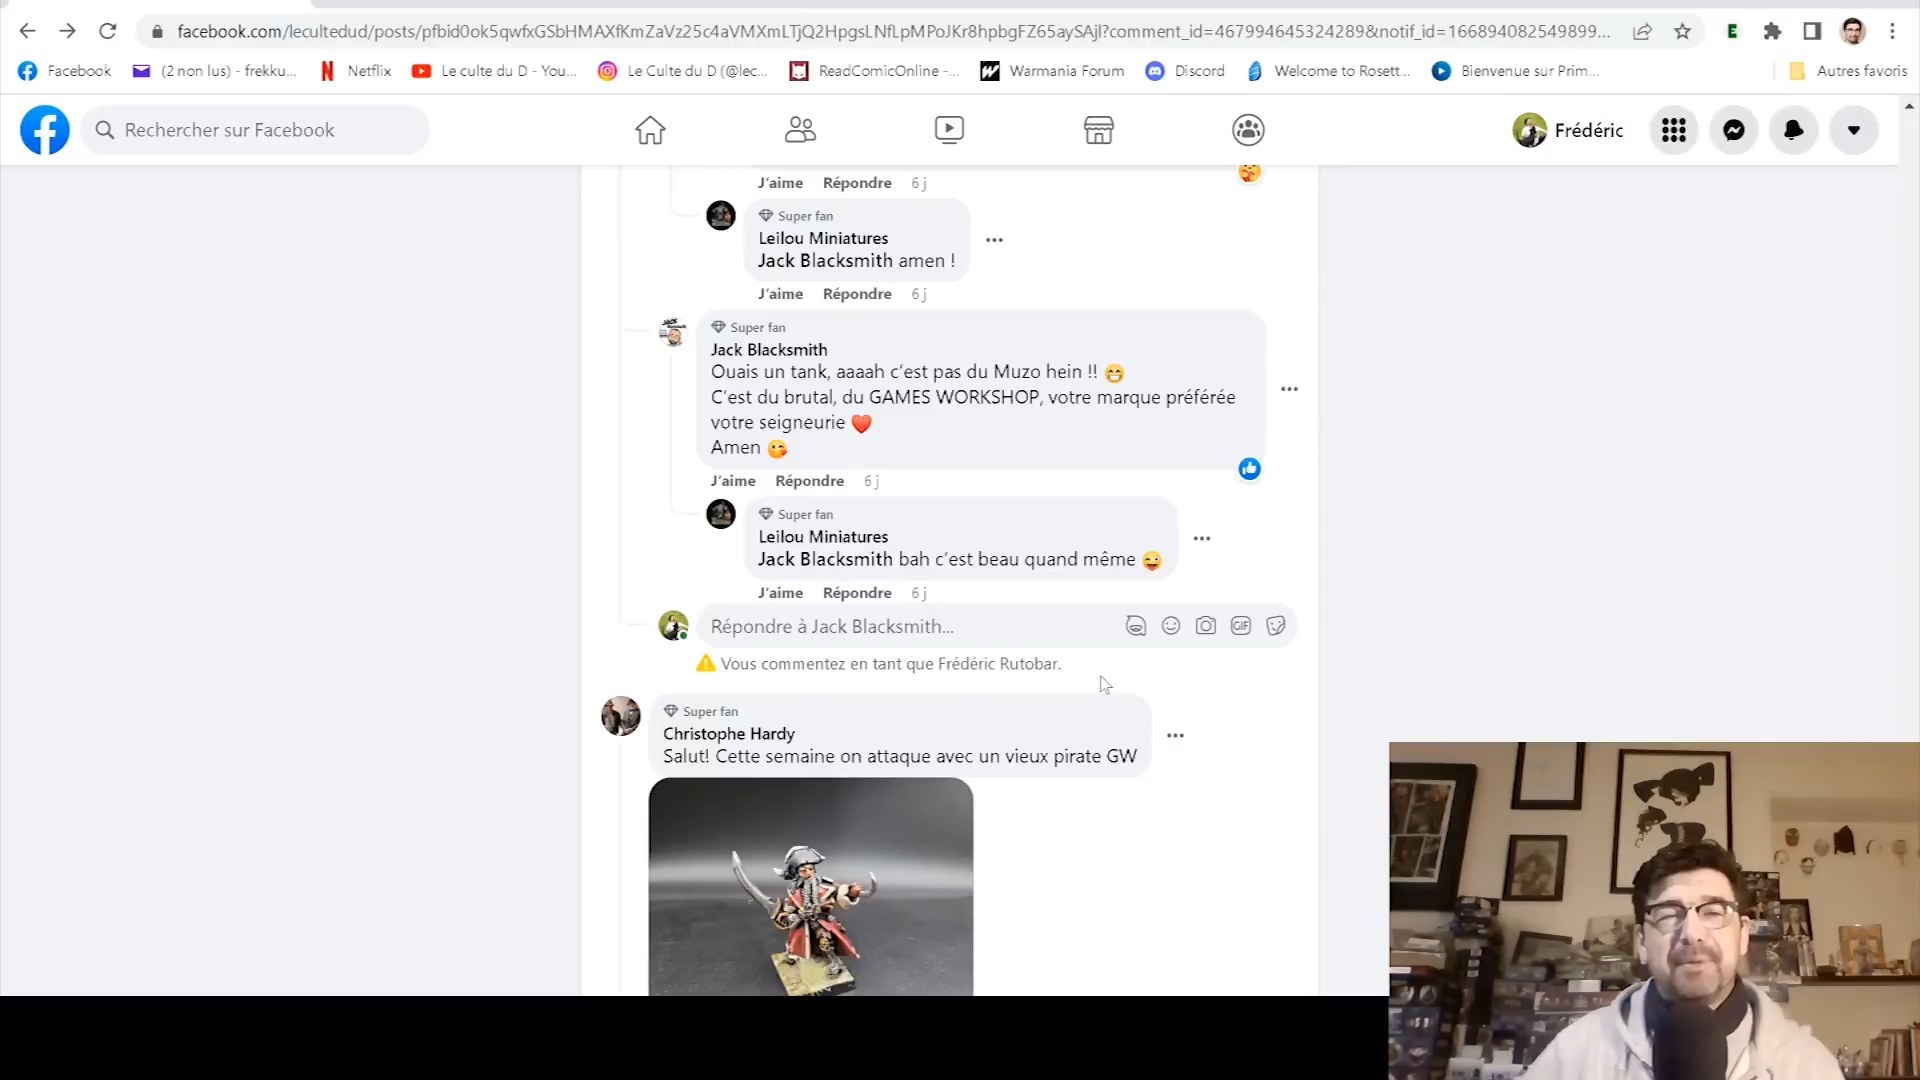 facebook.com/lecultedud/posts/pfbid0ok5qwfxGSbHMAXfKmZaVz25c4aVMXmLTjQ2HpgsLNfLpMPoJKr8hpbgFZ65aySAjl?comment_id=467994645324289&notif_id=166894082549899...
Facebook (2 non lus) - frekku... Netflix Le culte du D - You... Le Culte du D (@lec... ReadComicOnline -... Warmania Forum Discord Welcome to Rosett... Bienvenue sur Prim... Autres favoris
Rechercher sur Facebook Frédéric
J'aime Répondre 6 j
Super fan
Leilou Miniatures
Jack Blacksmith amen !
J'aime Répondre 6 j
Super fan
Jack Blacksmith
Ouais un tank, aaaah c'est pas du Muzo hein !! 😁
C'est du brutal, du GAMES WORKSHOP, votre marque préférée
votre seigneurie ❤️
Amen 😋
J'aime Répondre 6 j
Super fan
Leilou Miniatures
Jack Blacksmith bah c'est beau quand même 😜
J'aime Répondre 6 j
Répondre à Jack Blacksmith... GIF
Vous commentez en tant que Frédéric Rutobar.
Super fan
Christophe Hardy
Salut! Cette semaine on attaque avec un vieux pirate GW